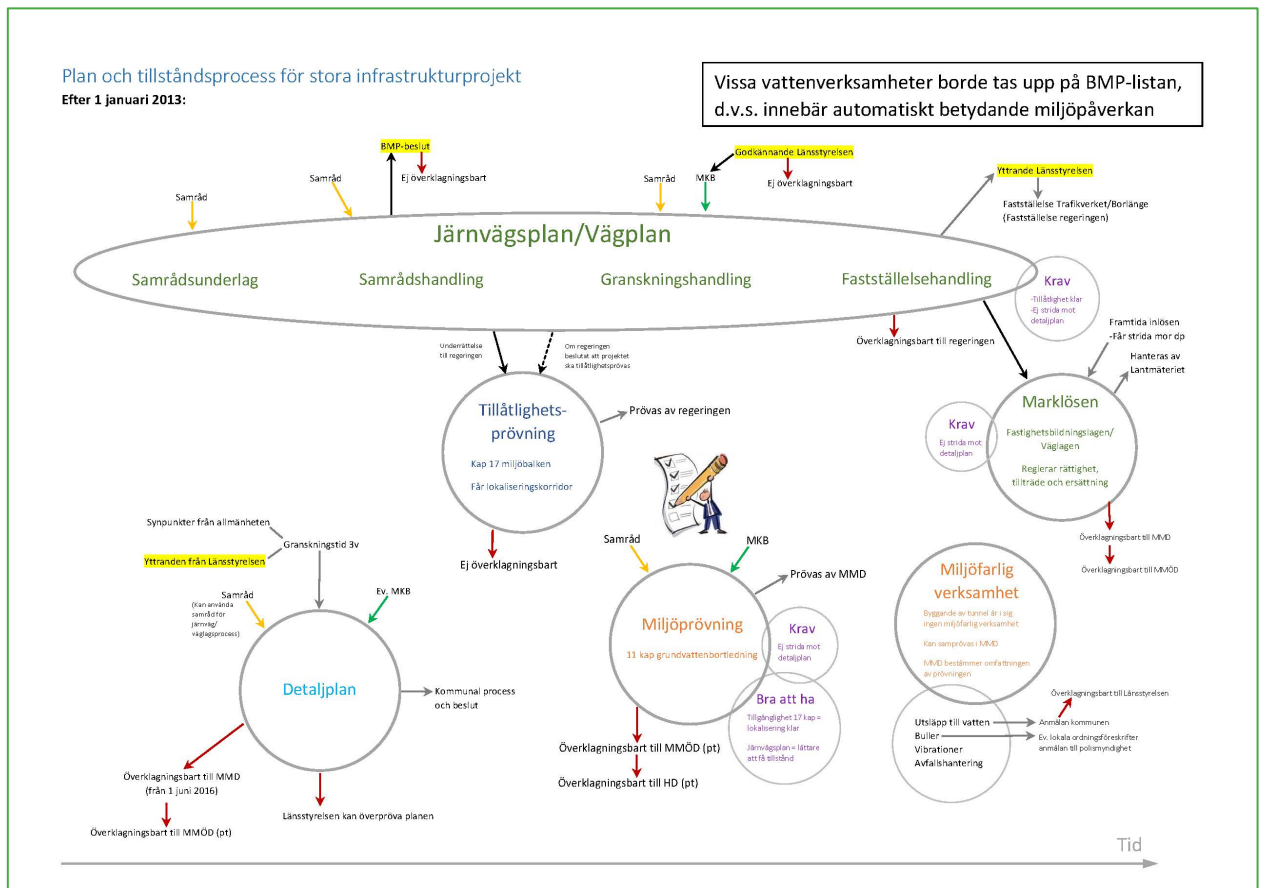 Plan och tillståndsprocess för stora infrastrukturprojekt
Efter 1 januari 2013:
Vissa vattenverksamheter borde tas upp på BMP-listan,
d.v.s. innebär automatiskt betydande miljöpåverkan
Samråd
Samråd
BMP-beslut
Ej överklagningsbart
Samråd
MKB
Godkännande Länsstyrelsen
Ej överklagningsbart
Yttrande Länsstyrelsen
Fastställelse Trafikverket/Borlänge
(Fastställelse regeringen)
Järnvägsplan/Vägplan
Samrådsunderlag
Samrådshandling
Granskningshandling
Fastställelsehandling
Krav
-Tillåtlighet klar
-Ej strida mot
detaljplan
Underrättelse
till regeringen
Om regeringen
beslutat att projektet
ska tillåtlighetsprövas
Överklagningsbart till regeringen
Framtida inlösen
-Får strida mor dp
Hanteras av
Lantmäteriet
Tillåtlighets-
prövning
Kap 17 miljöbalken
Får lokaliseringskorridor
Prövas av regeringen
Ej överklagningsbart
Krav
Ej strida mot
detaljplan
Marklösen
Fastighetsbildningslagen/
Väglagen
Reglerar rättighet,
tillträde och ersättning
Överklagningsbart till MMD
Överklagningsbart till MMÖD
Synpunkter från allmänheten
Granskningstid 3v
Yttranden från Länsstyrelsen
Samråd
(Kan använda
samråd för
järnväg/
väglagsprocess)
Ev. MKB
Detaljplan
Kommunal process
och beslut
Överklagningsbart till MMD
(från 1 juni 2016)
Överklagningsbart till MMÖD (pt)
Länsstyrelsen kan överpröva planen
Samråd
MKB
Prövas av MMD
Miljöprövning
11 kap grundvattenbortledning
Krav
Ej strida mot
detaljplan
Bra att ha
Tillgänglighet 17 kap =
lokalisering klar
Järnvägsplan = lättare
att få tillstånd
Överklagningsbart till MMÖD (pt)
Överklagningsbart till HD (pt)
Miljöfarlig
verksamhet
Byggande av tunnel är i sig
ingen miljöfarlig verksamhet
Kan samprövas i MMD
MMD bestämmer omfattningen
av prövningen
Utsläpp till vatten
Buller
Vibrationer
Avfallshantering
Överklagningsbart till Länsstyrelsen
Anmälan kommunen
Ev. lokala ordningsföreskrifter
anmälan till polismyndighet
Tid